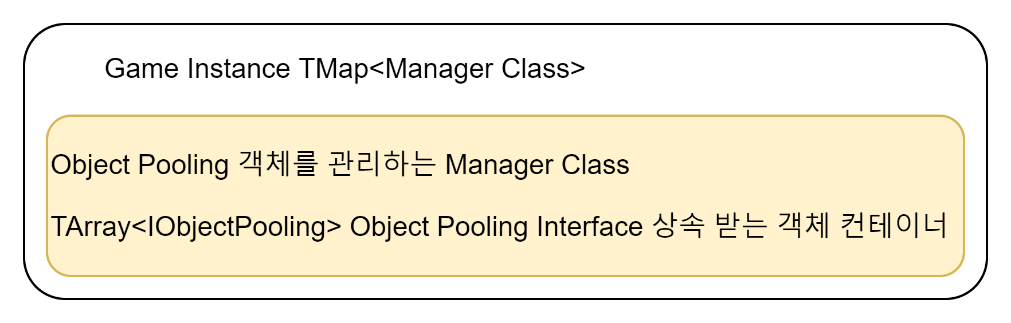 Game Instance TMap<Manager Class>
Object Pooling 객체를 관리하는 Manager Class
TArray<IObjectPooling> Object Pooling Interface 상속 받는 객체 컨테이너